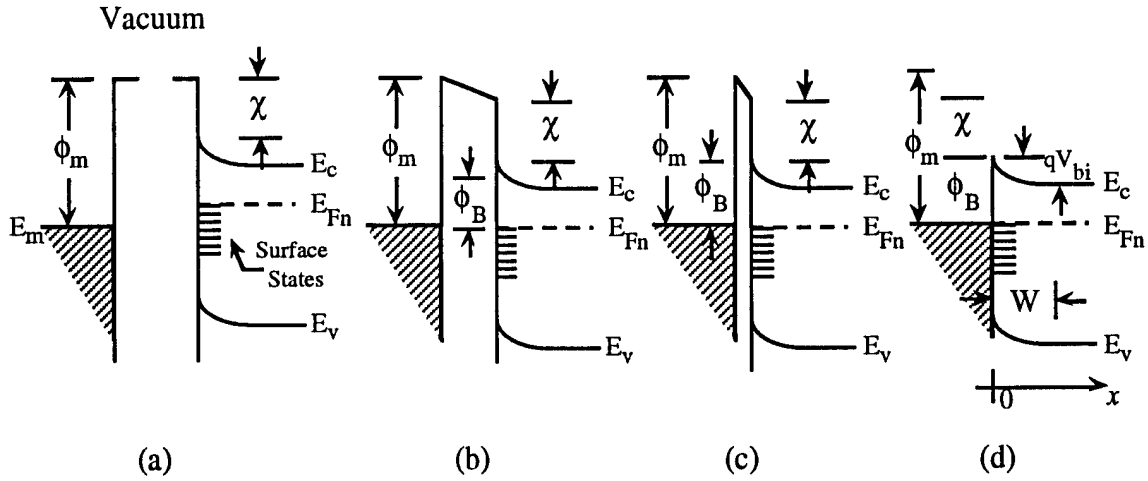 Vacuum
χ
ϕm
Ec
Em
EFn
Surface
States
Ev
(a)
χ
ϕm
ϕB
Ec
EFn
Ev
(b)
χ
ϕm
ϕB
Ec
EFn
Ev
(c)
χ
ϕm
qVbi
ϕB
Ec
EFn
W
Ev
0
x
(d)